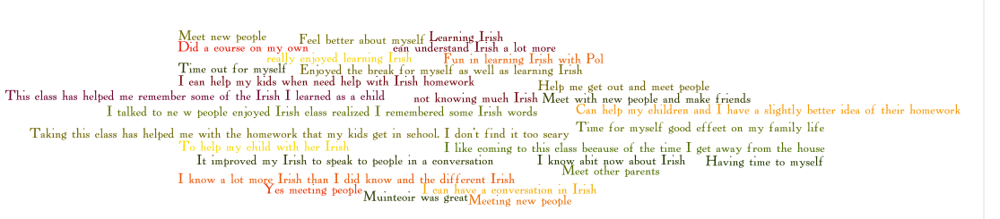 Meet new people
Feel better about myself
Learning Irish
Did a course on my own
can understand Irish a lot more
really enjoyed learning Irish
Fun in learning Irish with Pol
Time out for myself
Enjoyed the break for myself as well as learning Irish
I can help my kids when need help with Irish homework
Help me get out and meet people
This class has helped me remember some of the Irish I learned as a child
not knowing much Irish
Meet with new people and make friends
I talked to ne w people enjoyed Irish class realized I remembered some Irish words
Can help my children and I have a slightly better idea of their homework
Taking this class has helped me with the homework that my kids get in school. I don't find it too scary
Time for myself good effect on my family life
To help my child with her Irish
I like coming to this class because of the time I get away from the house
It improved my Irish to speak to people in a conversation
I know abit now about Irish
Having time to myself
Meet other parents
I know a lot more Irish than I did know and the different Irish
Yes meeting people
I can have a conversation in Irish
Muinteoir was great
Meeting new people